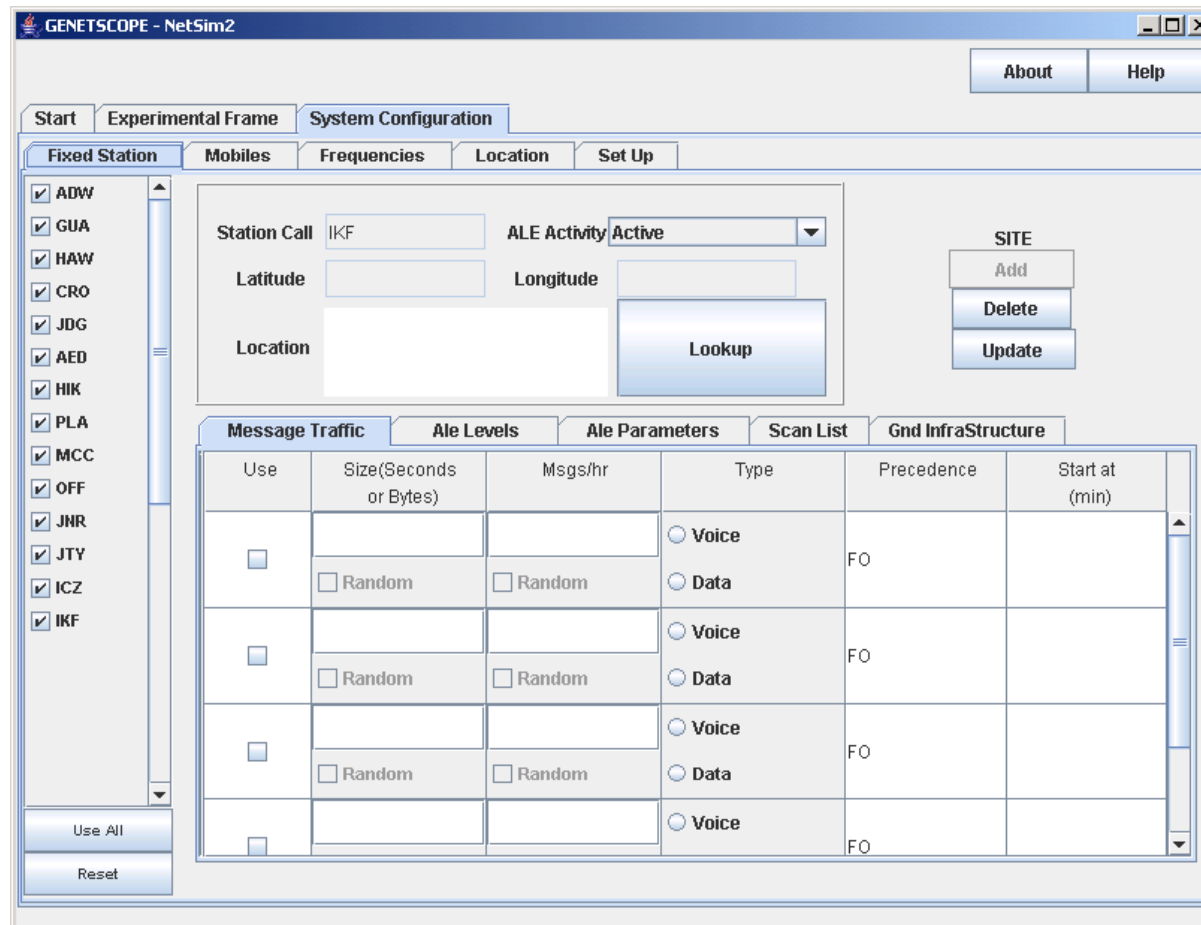 GENETSCOPE - NetSim2
About Help
Start Experimental Frame System Configuration
Fixed Station Mobiles Frequencies Location Set Up
ADW
GUA
HAW
CRO
JDG
AED
HIK
PLA
MCC
OFF
JNR
JTY
ICZ
IKF
Use All
Reset
Station Call IKF ALE Activity Active
Latitude Longitude
Location Lookup
SITE
Add
Delete
Update
Message Traffic Ale Levels Ale Parameters Scan List Gnd InfraStructure
Use Size(Seconds or Bytes) Msgs/hr Type Precedence Start at (min)
Voice
FO
Random Random Data
Voice
FO
Random Random Data
Voice
FO
Random Random Data
Voice
FO